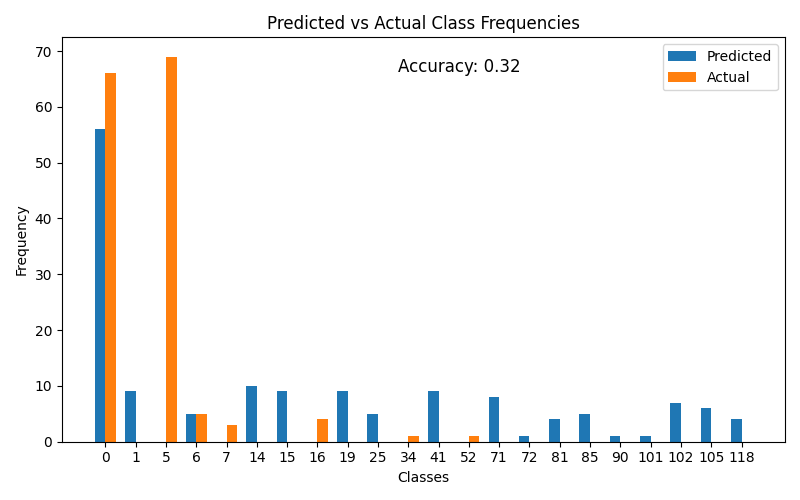 Predicted vs Actual Class Frequencies
Accuracy: 0.32
Predicted
Actual
Frequency
70
60
50
40
30
20
10
0
0 1 5 6 7 14 15 16 19 25 34 41 52 71 72 81 85 90 101 102 105 118
Classes